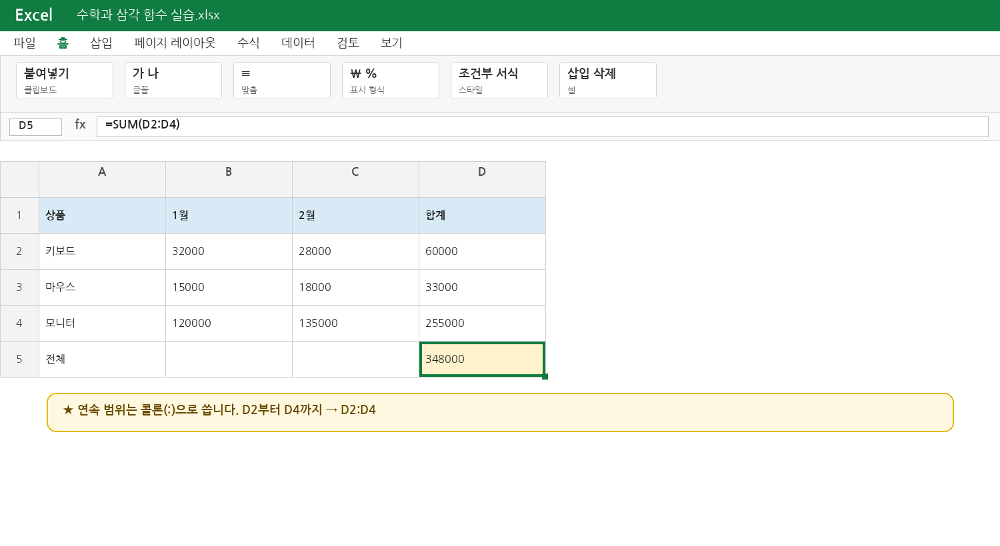 Excel 수학과 삼각 함수 실습.xlsx
파일 홈 삽입 페이지 레이아웃 수식 데이터 검토 보기
붙여넣기 가 나 ≡ ₩ % 조건부 서식 삽입 삭제
클립보드 글꼴 맞춤 표시 형식 스타일 셀
D5 fx =SUM(D2:D4)
A B C D
1 상품 1월 2월 합계
2 키보드 32000 28000 60000
3 마우스 15000 18000 33000
4 모니터 120000 135000 255000
5 전체 348000
★ 연속 범위는 콜론(:)으로 씁니다. D2부터 D4까지 → D2:D4